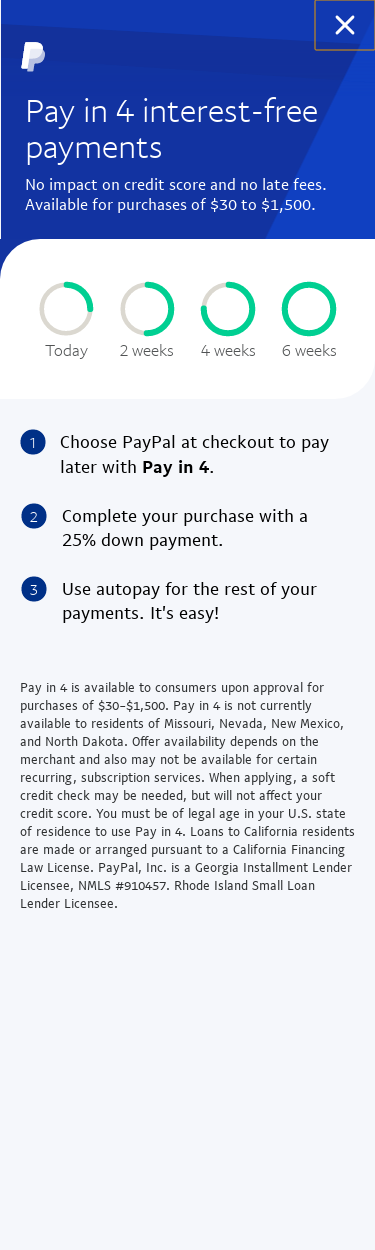 Pay in 4 interest-free
payments
No impact on credit score and no late fees.
Available for purchases of $30 to $1,500.
Today 2 weeks 4 weeks 6 weeks
1 Choose PayPal at checkout to pay
later with Pay in 4.
2 Complete your purchase with a
25% down payment.
3 Use autopay for the rest of your
payments. It's easy!
Pay in 4 is available to consumers upon approval for
purchases of $30–$1,500. Pay in 4 is not currently
available to residents of Missouri, Nevada, New Mexico,
and North Dakota. Offer availability depends on the
merchant and also may not be available for certain
recurring, subscription services. When applying, a soft
credit check may be needed, but will not affect your
credit score. You must be of legal age in your U.S. state
of residence to use Pay in 4. Loans to California residents
are made or arranged pursuant to a California Financing
Law License. PayPal, Inc. is a Georgia Installment Lender
Licensee, NMLS #910457. Rhode Island Small Loan
Lender Licensee.